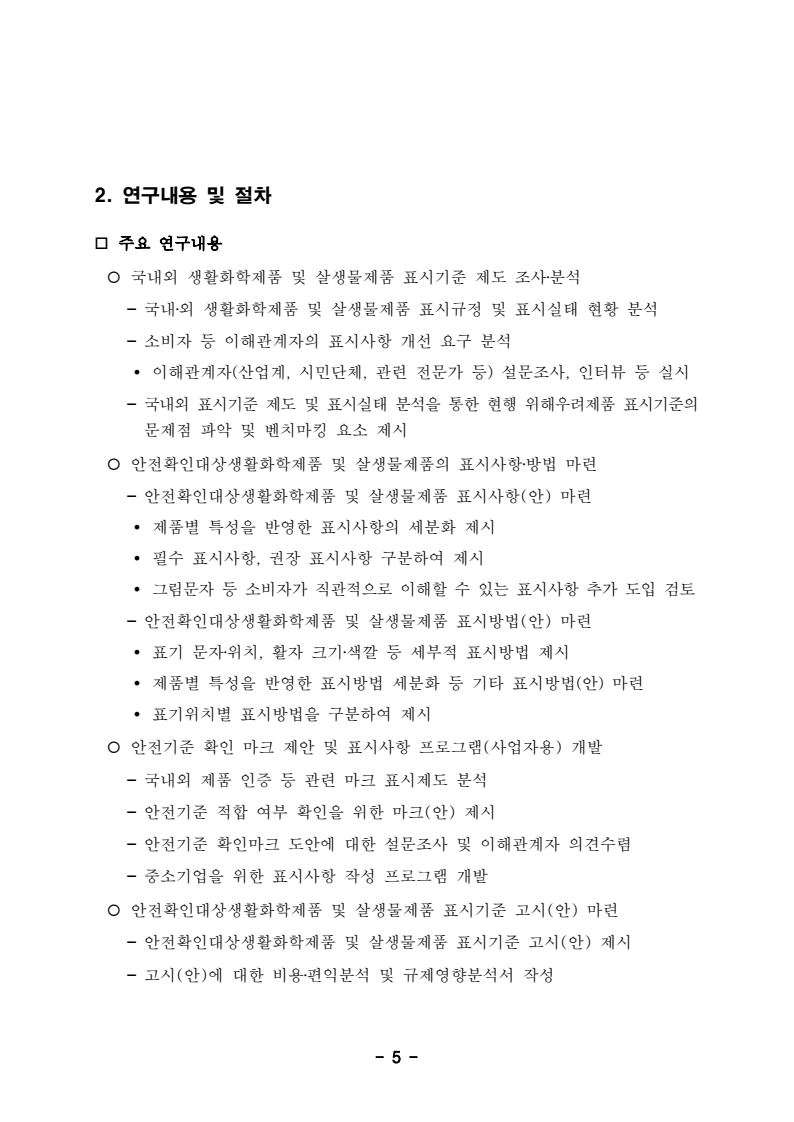 2. 연구내용 및 절차
□ 주요 연구내용
○ 국내외 생활화학제품 및 살생물제품 표시기준 제도 조사·분석
- 국내·외 생활화학제품 및 살생물제품 표시규정 및 표시실태 현황 분석
- 소비자 등 이해관계자의 표시사항 개선 요구 분석
• 이해관계자(산업계, 시민단체, 관련 전문가 등) 설문조사, 인터뷰 등 실시
- 국내외 표시기준 제도 및 표시실태 분석을 통한 현행 위해우려제품 표시기준의
문제점 파악 및 벤치마킹 요소 제시
○ 안전확인대상생활화학제품 및 살생물제품의 표시사항·방법 마련
- 안전확인대상생활화학제품 및 살생물제품 표시사항(안) 마련
• 제품별 특성을 반영한 표시사항의 세분화 제시
• 필수 표시사항, 권장 표시사항 구분하여 제시
• 그림문자 등 소비자가 직관적으로 이해할 수 있는 표시사항 추가 도입 검토
- 안전확인대상생활화학제품 및 살생물제품 표시방법(안) 마련
• 표기 문자·위치, 활자 크기·색깔 등 세부적 표시방법 제시
• 제품별 특성을 반영한 표시방법 세분화 등 기타 표시방법(안) 마련
• 표기위치별 표시방법을 구분하여 제시
○ 안전기준 확인 마크 제안 및 표시사항 프로그램(사업자용) 개발
- 국내외 제품 인증 등 관련 마크 표시제도 분석
- 안전기준 적합 여부 확인을 위한 마크(안) 제시
- 안전기준 확인마크 도안에 대한 설문조사 및 이해관계자 의견수렴
- 중소기업을 위한 표시사항 작성 프로그램 개발
○ 안전확인대상생활화학제품 및 살생물제품 표시기준 고시(안) 마련
- 안전확인대상생활화학제품 및 살생물제품 표시기준 고시(안) 제시
- 고시(안)에 대한 비용·편익분석 및 규제영향분석서 작성
- 5 -